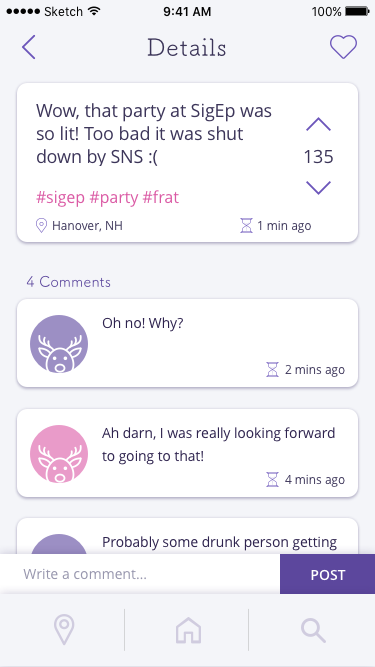 Sketch 9:41 AM 100%
Details
Wow, that party at SigEp was
so lit! Too bad it was shut
down by SNS :(
135
#sigep #party #frat
Hanover, NH 1 min ago
4 Comments
Oh no! Why?
2 mins ago
Ah darn, I was really looking forward
to going to that!
4 mins ago
Probably some drunk person getting
Write a comment... POST